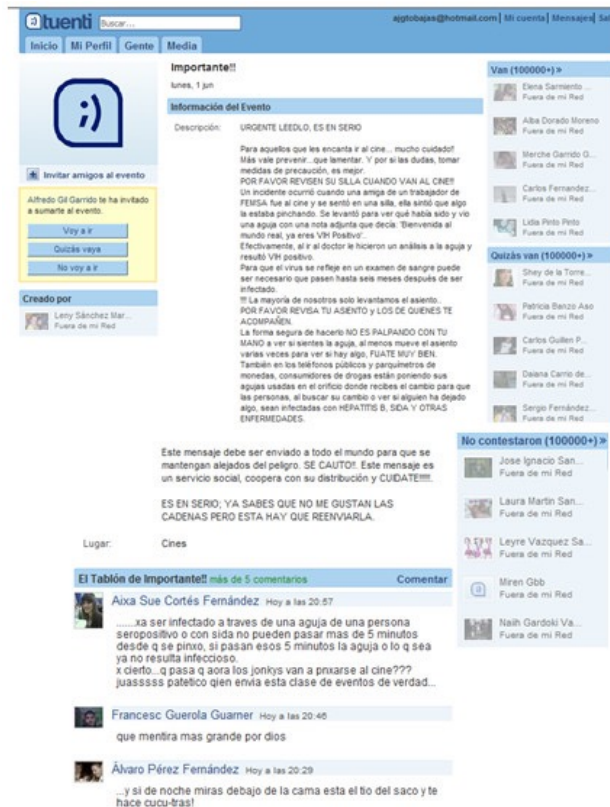 tuenti
Buscar...
ajgtobajas@hotmail.com | Mi cuenta | Mensajes | Sal
Inicio
Mi Perfil
Gente
Media
Importante!!
lunes, 1 jun
Información del Evento
Descripción:
URGENTE LEEDLO, ES EN SERIO
Para aquellos que les encanta ir al cine... mucho cuidado!!
Más vale prevenir...que lamentar. Y por si las dudas, tomar
medidas de precaución, es mejor.
POR FAVOR REVISEN SU SILLA CUANDO VAN AL CINE!!
Un incidente ocurrió cuando una amiga de un trabajador de
FEMSA fue al cine y se sentó en una silla, ella sintió que algo
la estaba pinchando. Se levantó para ver qué había sido y vio
una aguja con una nota adjunta que decía: 'Bienvenida al
mundo real, ya eres VIH Positivo'.
Efectivamente, al ir al doctor le hicieron un análisis a la aguja y
resultó VIH positivo.
Para que el virus se refleje en un examen de sangre puede
ser necesario que pasen hasta seis meses después de ser
infectado.
!!! La mayoría de nosotros solo levantamos el asiento..
POR FAVOR REVISA TU ASIENTO y LOS DE QUIENES TE
ACOMPAÑEN.
La forma segura de hacerlo NO ES PALPANDO CON TU
MANO a ver si sientes la aguja, al menos mueve el asiento
varias veces para ver si hay algo, FIJATE MUY BIEN.
También en los teléfonos públicos y parquímetros de
monedas, consumidores de drogas están poniendo sus
agujas usadas en el orificio donde recibes el cambio para que
las personas, al buscar su cambio o ver si alguien ha dejado
algo, sean infectadas con HEPATITIS B, SIDA Y OTRAS
ENFERMEDADES.
Este mensaje debe ser enviado a todo el mundo para que se
mantengan alejados del peligro. SE CAUTO!!. Este mensaje es
un servicio social, coopera con su distribución y CUIDATE!!!!!.
ES EN SERIO; YA SABES QUE NO ME GUSTAN LAS
CADENAS PERO ESTA HAY QUE REENVIARLA.
Lugar:
Cines
Invitar amigos al evento
Alfredo Gil Garrido te ha invitado
a sumarte al evento.
Voy a ir
Quizás vaya
No voy a ir
Creado por
Leny Sánchez Mar...
Fuera de mi Red
Van (100000+) »
Elena Sarmiento ...
Fuera de mi Red
Alba Dorado Moreno
Fuera de mi Red
Merche Garrido G...
Fuera de mi Red
Carlos Fernandez...
Fuera de mi Red
Lidia Pinto Pinto
Fuera de mi Red
Quizás van (100000+) »
Shey de la Torre...
Fuera de mi Red
Patricia Banzo Aso
Fuera de mi Red
Carlos Guillen P...
Fuera de mi Red
Daiana Carrio de...
Fuera de mi Red
Sergio Fernández...
Fuera de mi Red
No contestaron (100000+) »
Jose Ignacio San...
Fuera de mi Red
Laura Martin San...
Fuera de mi Red
Leyre Vazquez Sa...
Fuera de mi Red
Miren Gbb
Fuera de mi Red
Naiih Gardoki Va...
Fuera de mi Red
El Tablón de Importante!! más de 5 comentarios
Comentar
Aixa Sue Cortés Fernández Hoy a las 20:57
......xa ser infectado a traves de una aguja de una persona
seropositivo o con sida no pueden pasar mas de 5 minutos
desde q se pinxo, si pasan esos 5 minutos la aguja o lo q sea
ya no resulta infeccioso.
x cierto...q pasa q aora los jonkys van a pnxarse al cine???
juasssss patetico qien envia esta clase de eventos de verdad...
Francesc Guerola Guarner Hoy a las 20:46
que mentira mas grande por dios
Álvaro Pérez Fernández Hoy a las 20:29
...y si de noche miras debajo de la cama esta el tio del saco y te
hace cucu-tras!